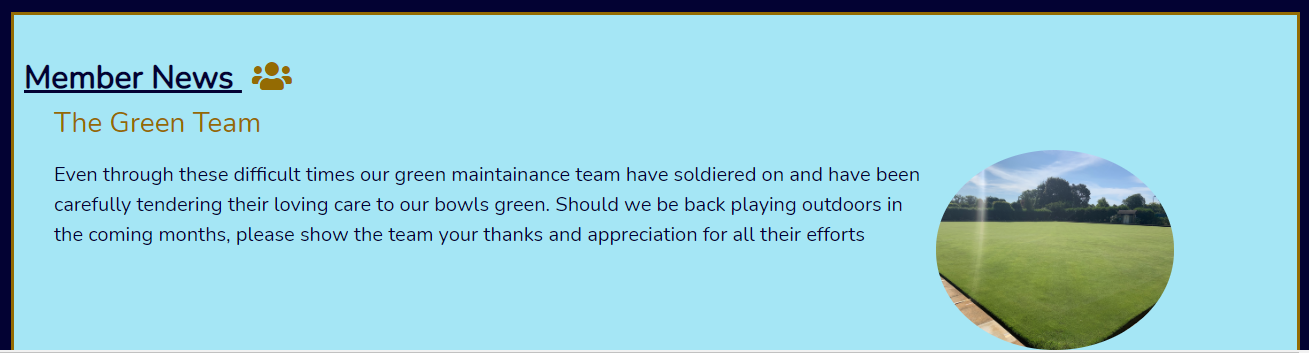 Member News
The Green Team
Even through these difficult times our green maintainance team have soldiered on and have been
carefully tendering their loving care to our bowls green. Should we be back playing outdoors in
the coming months, please show the team your thanks and appreciation for all their efforts